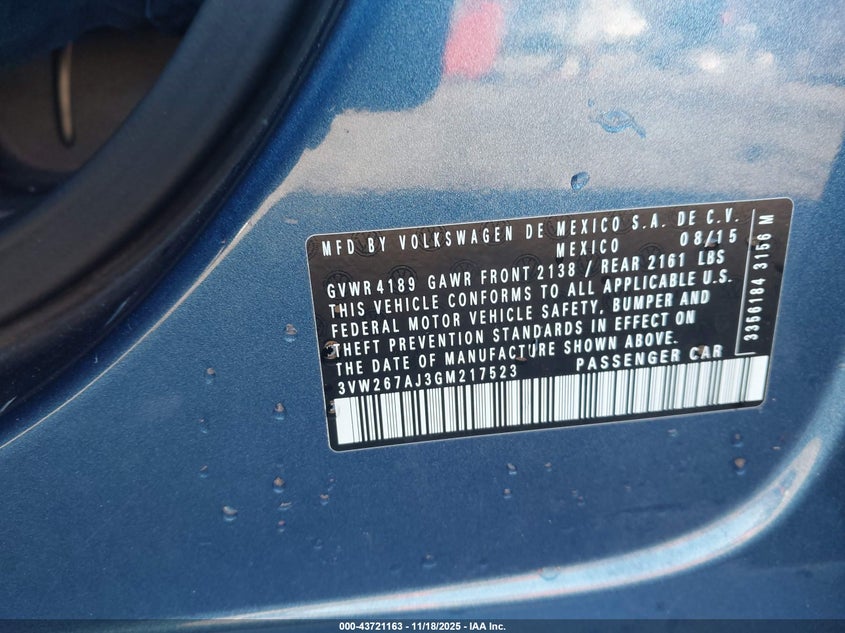 MFD BY VOLKSWAGEN DE MEXICO S.A. DE C.V.
MEXICO 08/15
GVWR 4189 GAWR FRONT 2138 / REAR 2161 LBS
THIS VEHICLE CONFORMS TO ALL APPLICABLE U.S.
FEDERAL MOTOR VEHICLE SAFETY, BUMPER AND
THEFT PREVENTION STANDARDS IN EFFECT ON
THE DATE OF MANUFACTURE SHOWN ABOVE.
3VW267AJ3GM217523 PASSENGER CAR
3356184 3156 M
000-43721163 - 11/18/2025 - IAA Inc.